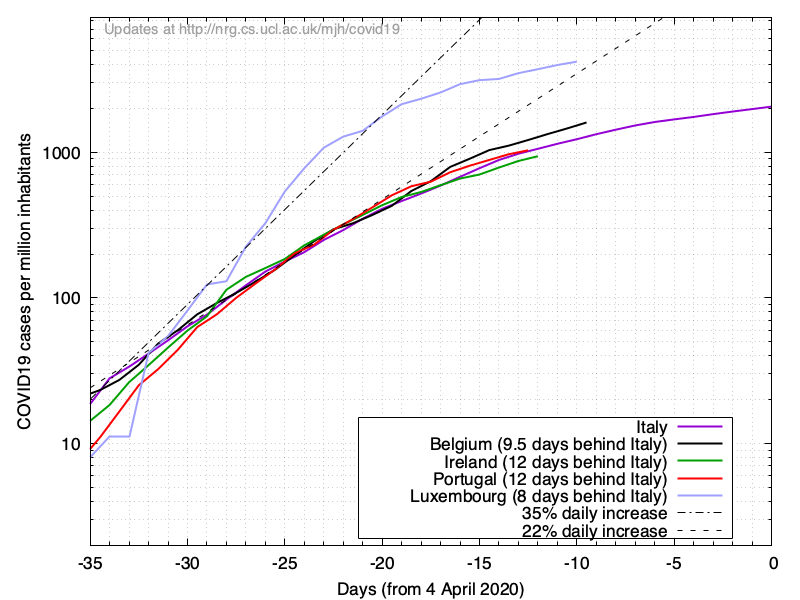 Updates at http://nrg.cs.ucl.ac.uk/mjh/covid19
COVID19 cases per million inhabitants
1000
100
10
Italy
Belgium (9.5 days behind Italy)
Ireland (12 days behind Italy)
Portugal (12 days behind Italy)
Luxembourg (8 days behind Italy)
35% daily increase
22% daily increase
-35 -30 -25 -20 -15 -10 -5 0
Days (from 4 April 2020)